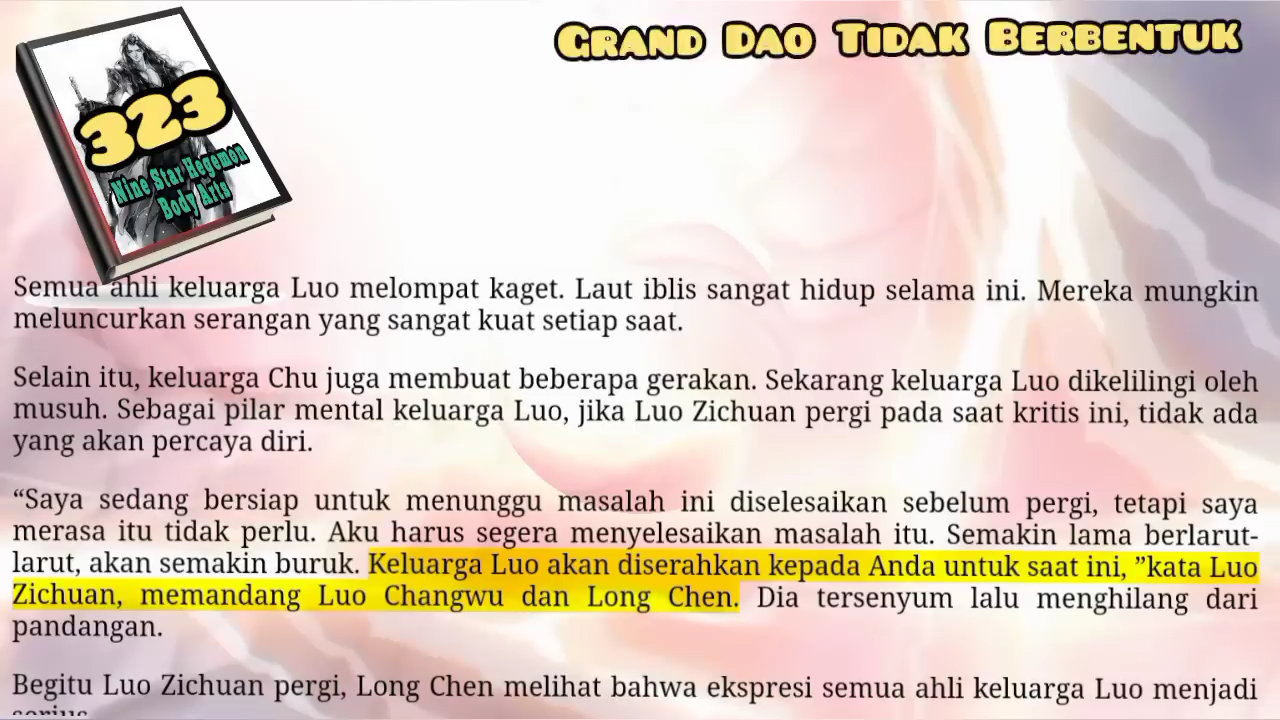 GRAND DAO TIDAK BERBENTUK
323
Nine Star Hegemon
Body Arts
Semua ahli keluarga Luo melompat kaget. Laut iblis sangat hidup selama ini. Mereka mungkin
meluncurkan serangan yang sangat kuat setiap saat.
Selain itu, keluarga Chu juga membuat beberapa gerakan. Sekarang keluarga Luo dikelilingi oleh
musuh. Sebagai pilar mental keluarga Luo, jika Luo Zichuan pergi pada saat kritis ini, tidak ada
yang akan percaya diri.
“Saya sedang bersiap untuk menunggu masalah ini diselesaikan sebelum pergi, tetapi saya
merasa itu tidak perlu. Aku harus segera menyelesaikan masalah itu. Semakin lama berlarut-
larut, akan semakin buruk. Keluarga Luo akan diserahkan kepada Anda untuk saat ini, ”kata Luo
Zichuan, memandang Luo Changwu dan Long Chen. Dia tersenyum lalu menghilang dari
pandangan.
Begitu Luo Zichuan pergi, Long Chen melihat bahwa ekspresi semua ahli keluarga Luo menjadi
serius